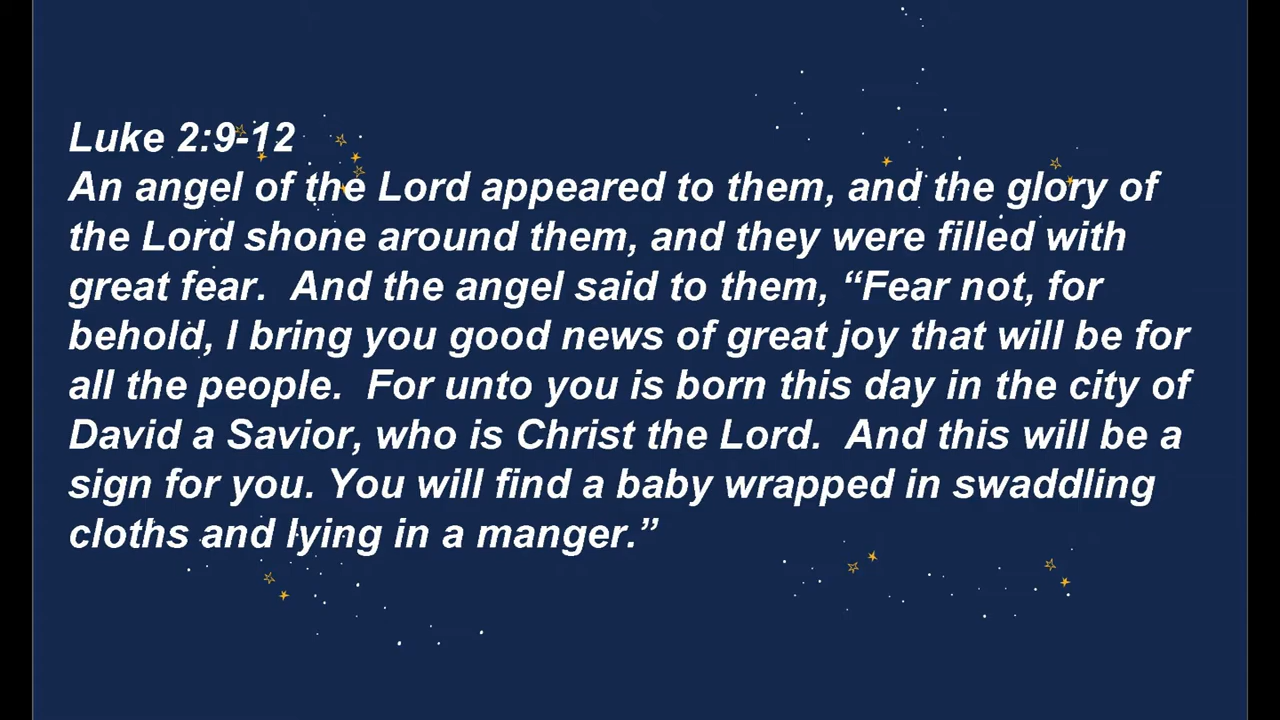 Luke 2:9-12
An angel of the Lord appeared to them, and the glory of
the Lord shone around them, and they were filled with
great fear.  And the angel said to them, “Fear not, for
behold, I bring you good news of great joy that will be for
all the people.  For unto you is born this day in the city of
David a Savior, who is Christ the Lord.  And this will be a
sign for you. You will find a baby wrapped in swaddling
cloths and lying in a manger.”